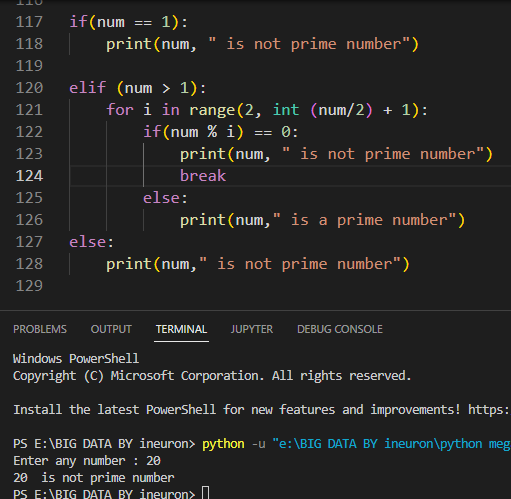 117 if(num == 1):
118     print(num, " is not prime number")
119
120 elif (num > 1):
121     for i in range(2, int (num/2) + 1):
122         if(num % i) == 0:
123             print(num, " is not prime number")
124             break
125         else:
126             print(num," is a prime number")
127 else:
128     print(num," is not prime number")
129
PROBLEMS OUTPUT TERMINAL JUPYTER DEBUG CONSOLE
Windows PowerShell
Copyright (C) Microsoft Corporation. All rights reserved.
Install the latest PowerShell for new features and improvements! https:
PS E:\BIG DATA BY ineuron> python -u "e:\BIG DATA BY ineuron\python meg
Enter any number : 20
20  is not prime number
PS E:\BIG DATA BY ineuron>